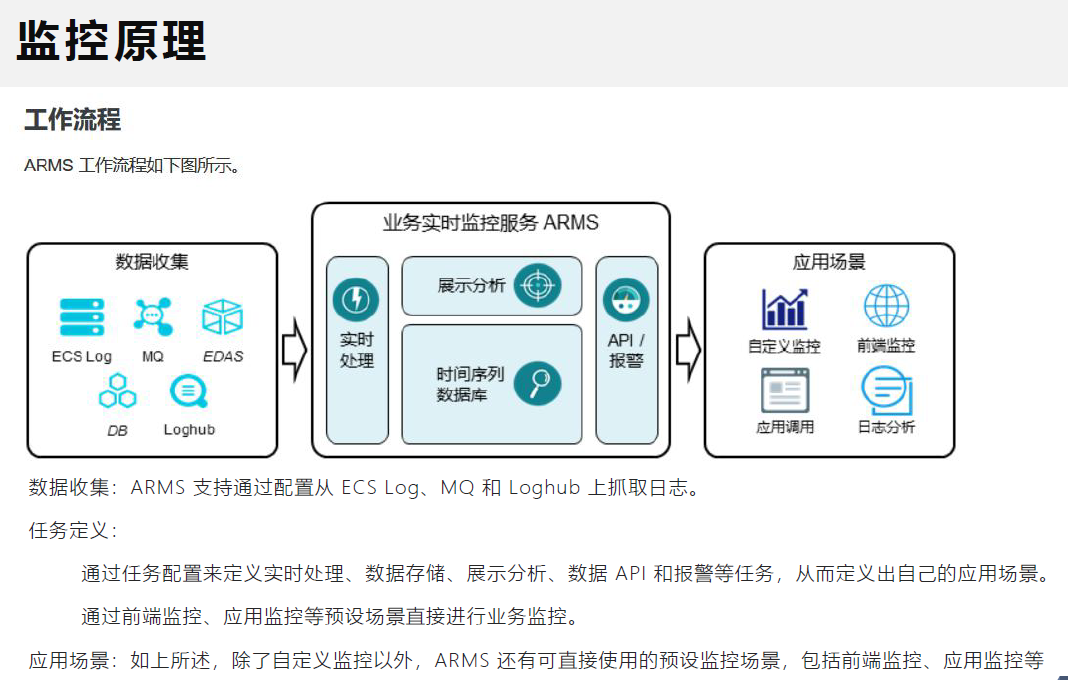 监控原理
工作流程
ARMS 工作流程如下图所示。
业务实时监控服务 ARMS
数据收集
ECS Log
MQ
EDAS
DB
Loghub
实时
处理
展示分析
时间序列
数据库
API /
报警
应用场景
自定义监控
前端监控
应用调用
日志分析
数据收集：ARMS 支持通过配置从 ECS Log、MQ 和 Loghub 上抓取日志。
任务定义：
通过任务配置来定义实时处理、数据存储、展示分析、数据 API 和报警等任务，从而定义出自己的应用场景。
通过前端监控、应用监控等预设场景直接进行业务监控。
应用场景：如上所述，除了自定义监控以外，ARMS 还有可直接使用的预设监控场景，包括前端监控、应用监控等